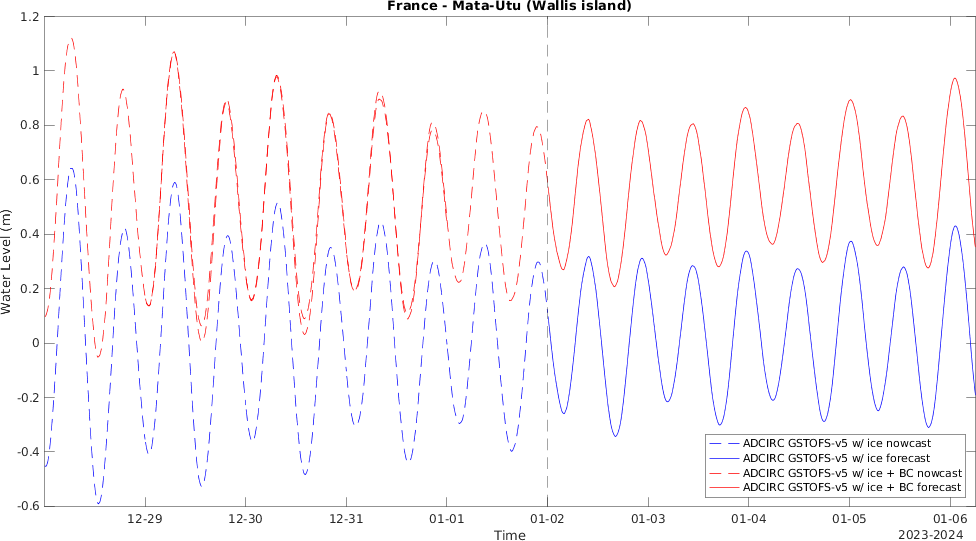 France - Mata-Utu (Wallis island)
1.2
1
0.8
0.6
0.4
0.2
0
-0.2
-0.4
-0.6
Water Level (m)
ADCIRC GSTOFS-v5 w/ ice nowcast
ADCIRC GSTOFS-v5 w/ ice forecast
ADCIRC GSTOFS-v5 w/ ice + BC nowcast
ADCIRC GSTOFS-v5 w/ ice + BC forecast
12-29 12-30 12-31 01-01 01-02 01-03 01-04 01-05 01-06
2023-2024
Time